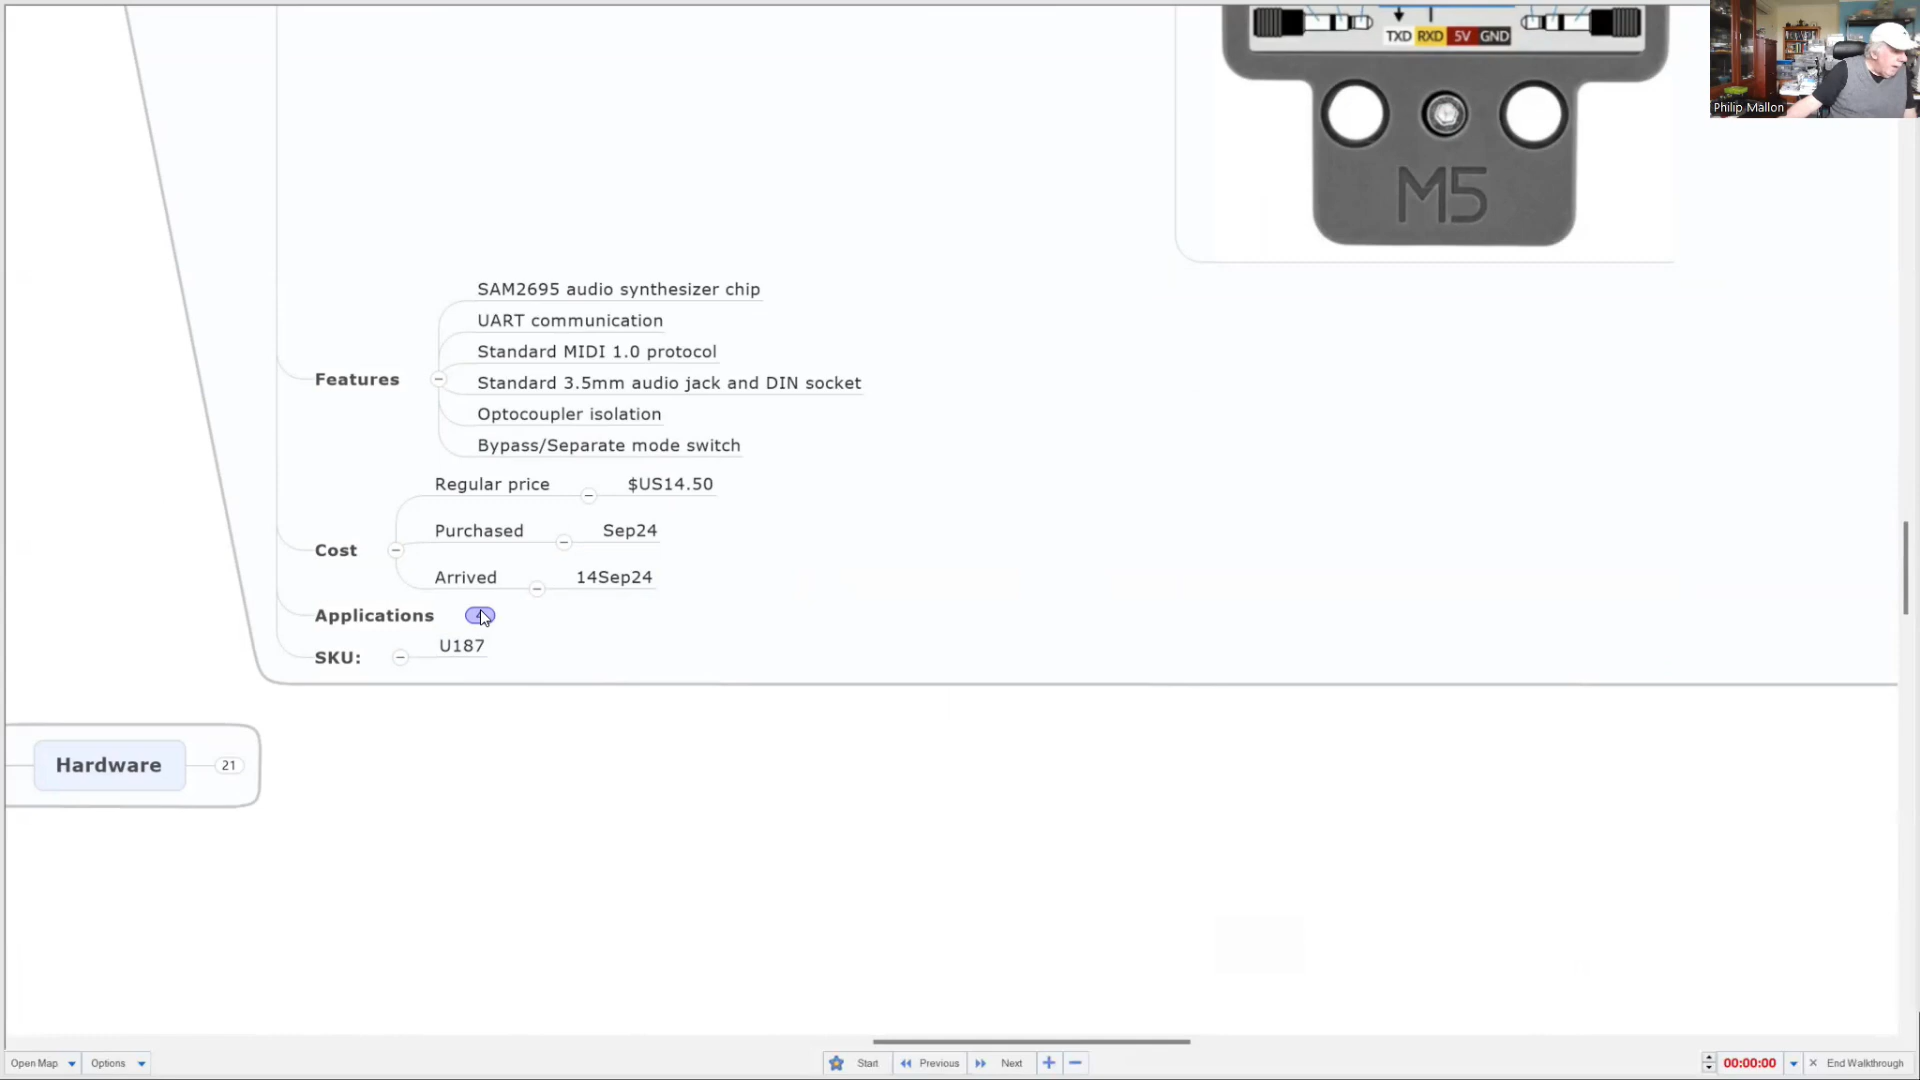 TXD RXD 5V GND
Philip Mallon
M5
SAM2695 audio synthesizer chip
UART communication
Standard MIDI 1.0 protocol
Features
Standard 3.5mm audio jack and DIN socket
Optocoupler isolation
Bypass/Separate mode switch
Regular price $US14.50
Purchased Sep24
Cost
Arrived 14Sep24
Applications
SKU: U187
Hardware 21
Open Map Options Start Previous Next 00:00:00 End Walkthrough